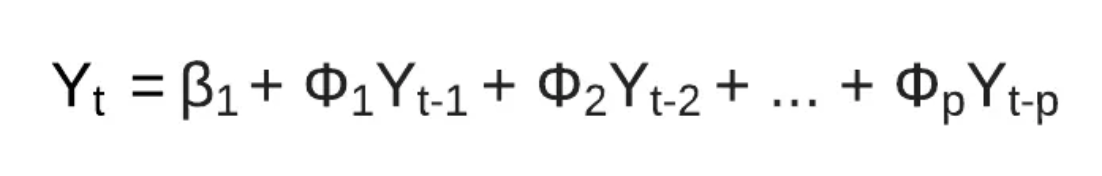 Yₜ = β₁ + Φ₁Yₜ₋₁ + Φ₂Yₜ₋₂ + ... + ΦₚYₜ₋ₚ